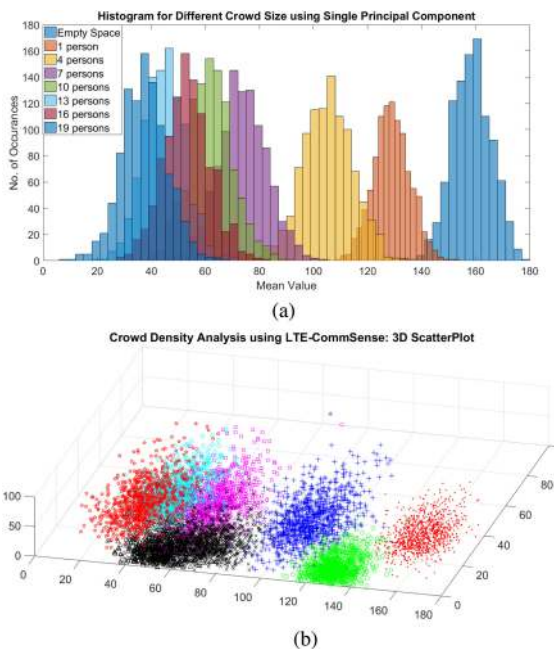 Histogram for Different Crowd Size using Single Principal Component
180
160
140
120
100
80
60
40
20
0
No. of Occurances
Empty Space
1 person
4 persons
7 persons
10 persons
13 persons
16 persons
19 persons
0 20 40 60 80 100 120 140 160 180
Mean Value
(a)
Crowd Density Analysis using LTE-CommSense: 3D ScatterPlot
100
50
0
0 20 40 60 80 100 120 140 160 180
0
20
40
60
80
(b)